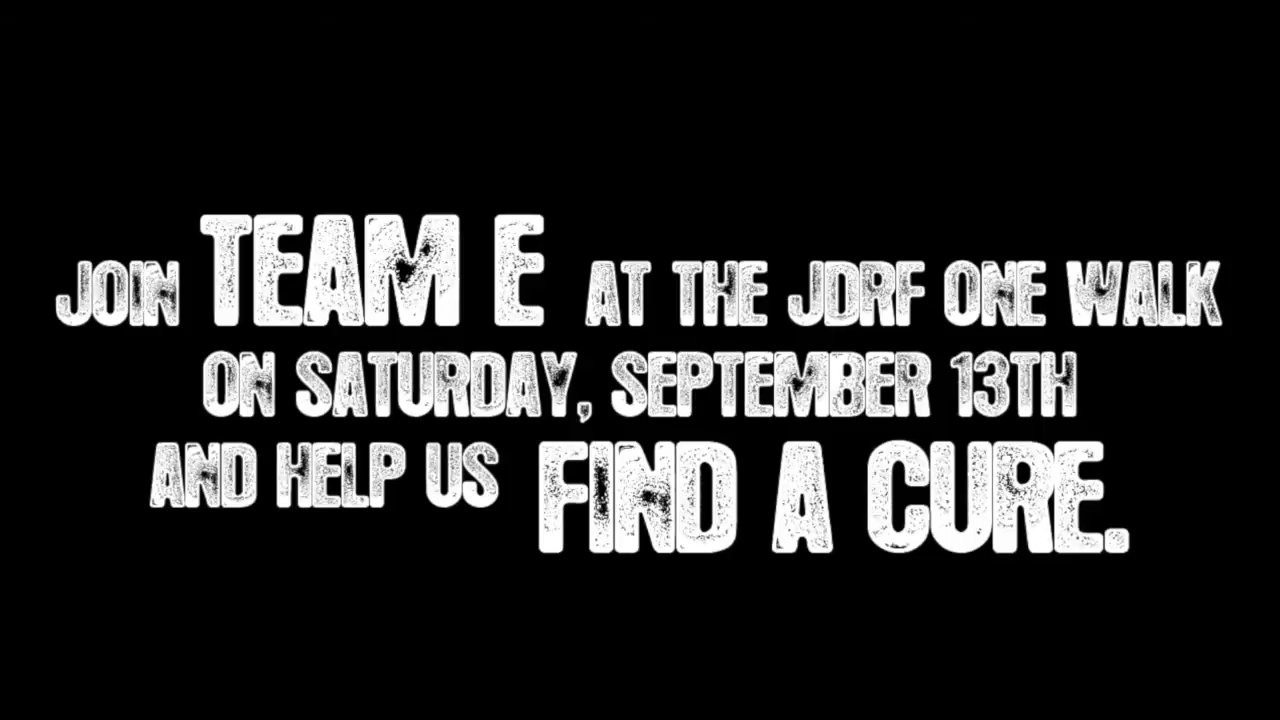 JOIN TEAM E AT THE JDRF ONE WALK
ON SATURDAY, SEPTEMBER 13TH
AND HELP US FIND A CURE.